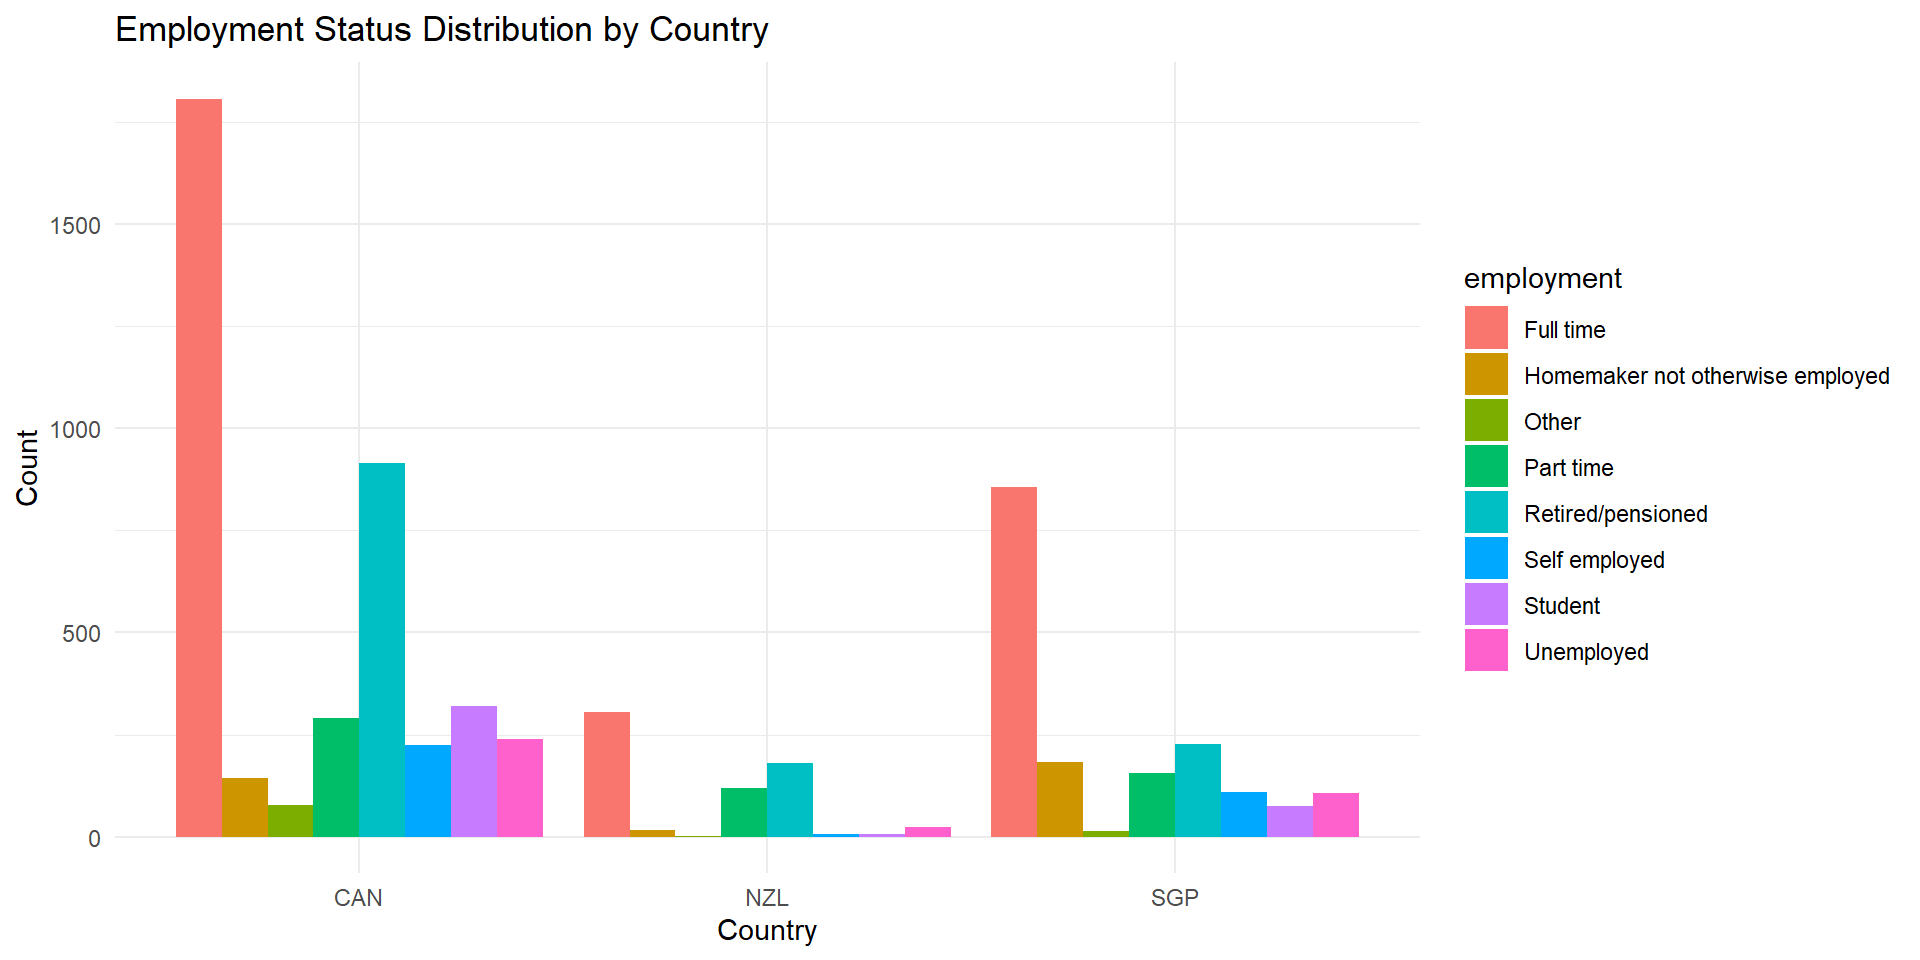 Employment Status Distribution by Country
Count
1500
1000
500
0
CAN
NZL
SGP
Country
employment
Full time
Homemaker not otherwise employed
Other
Part time
Retired/pensioned
Self employed
Student
Unemployed